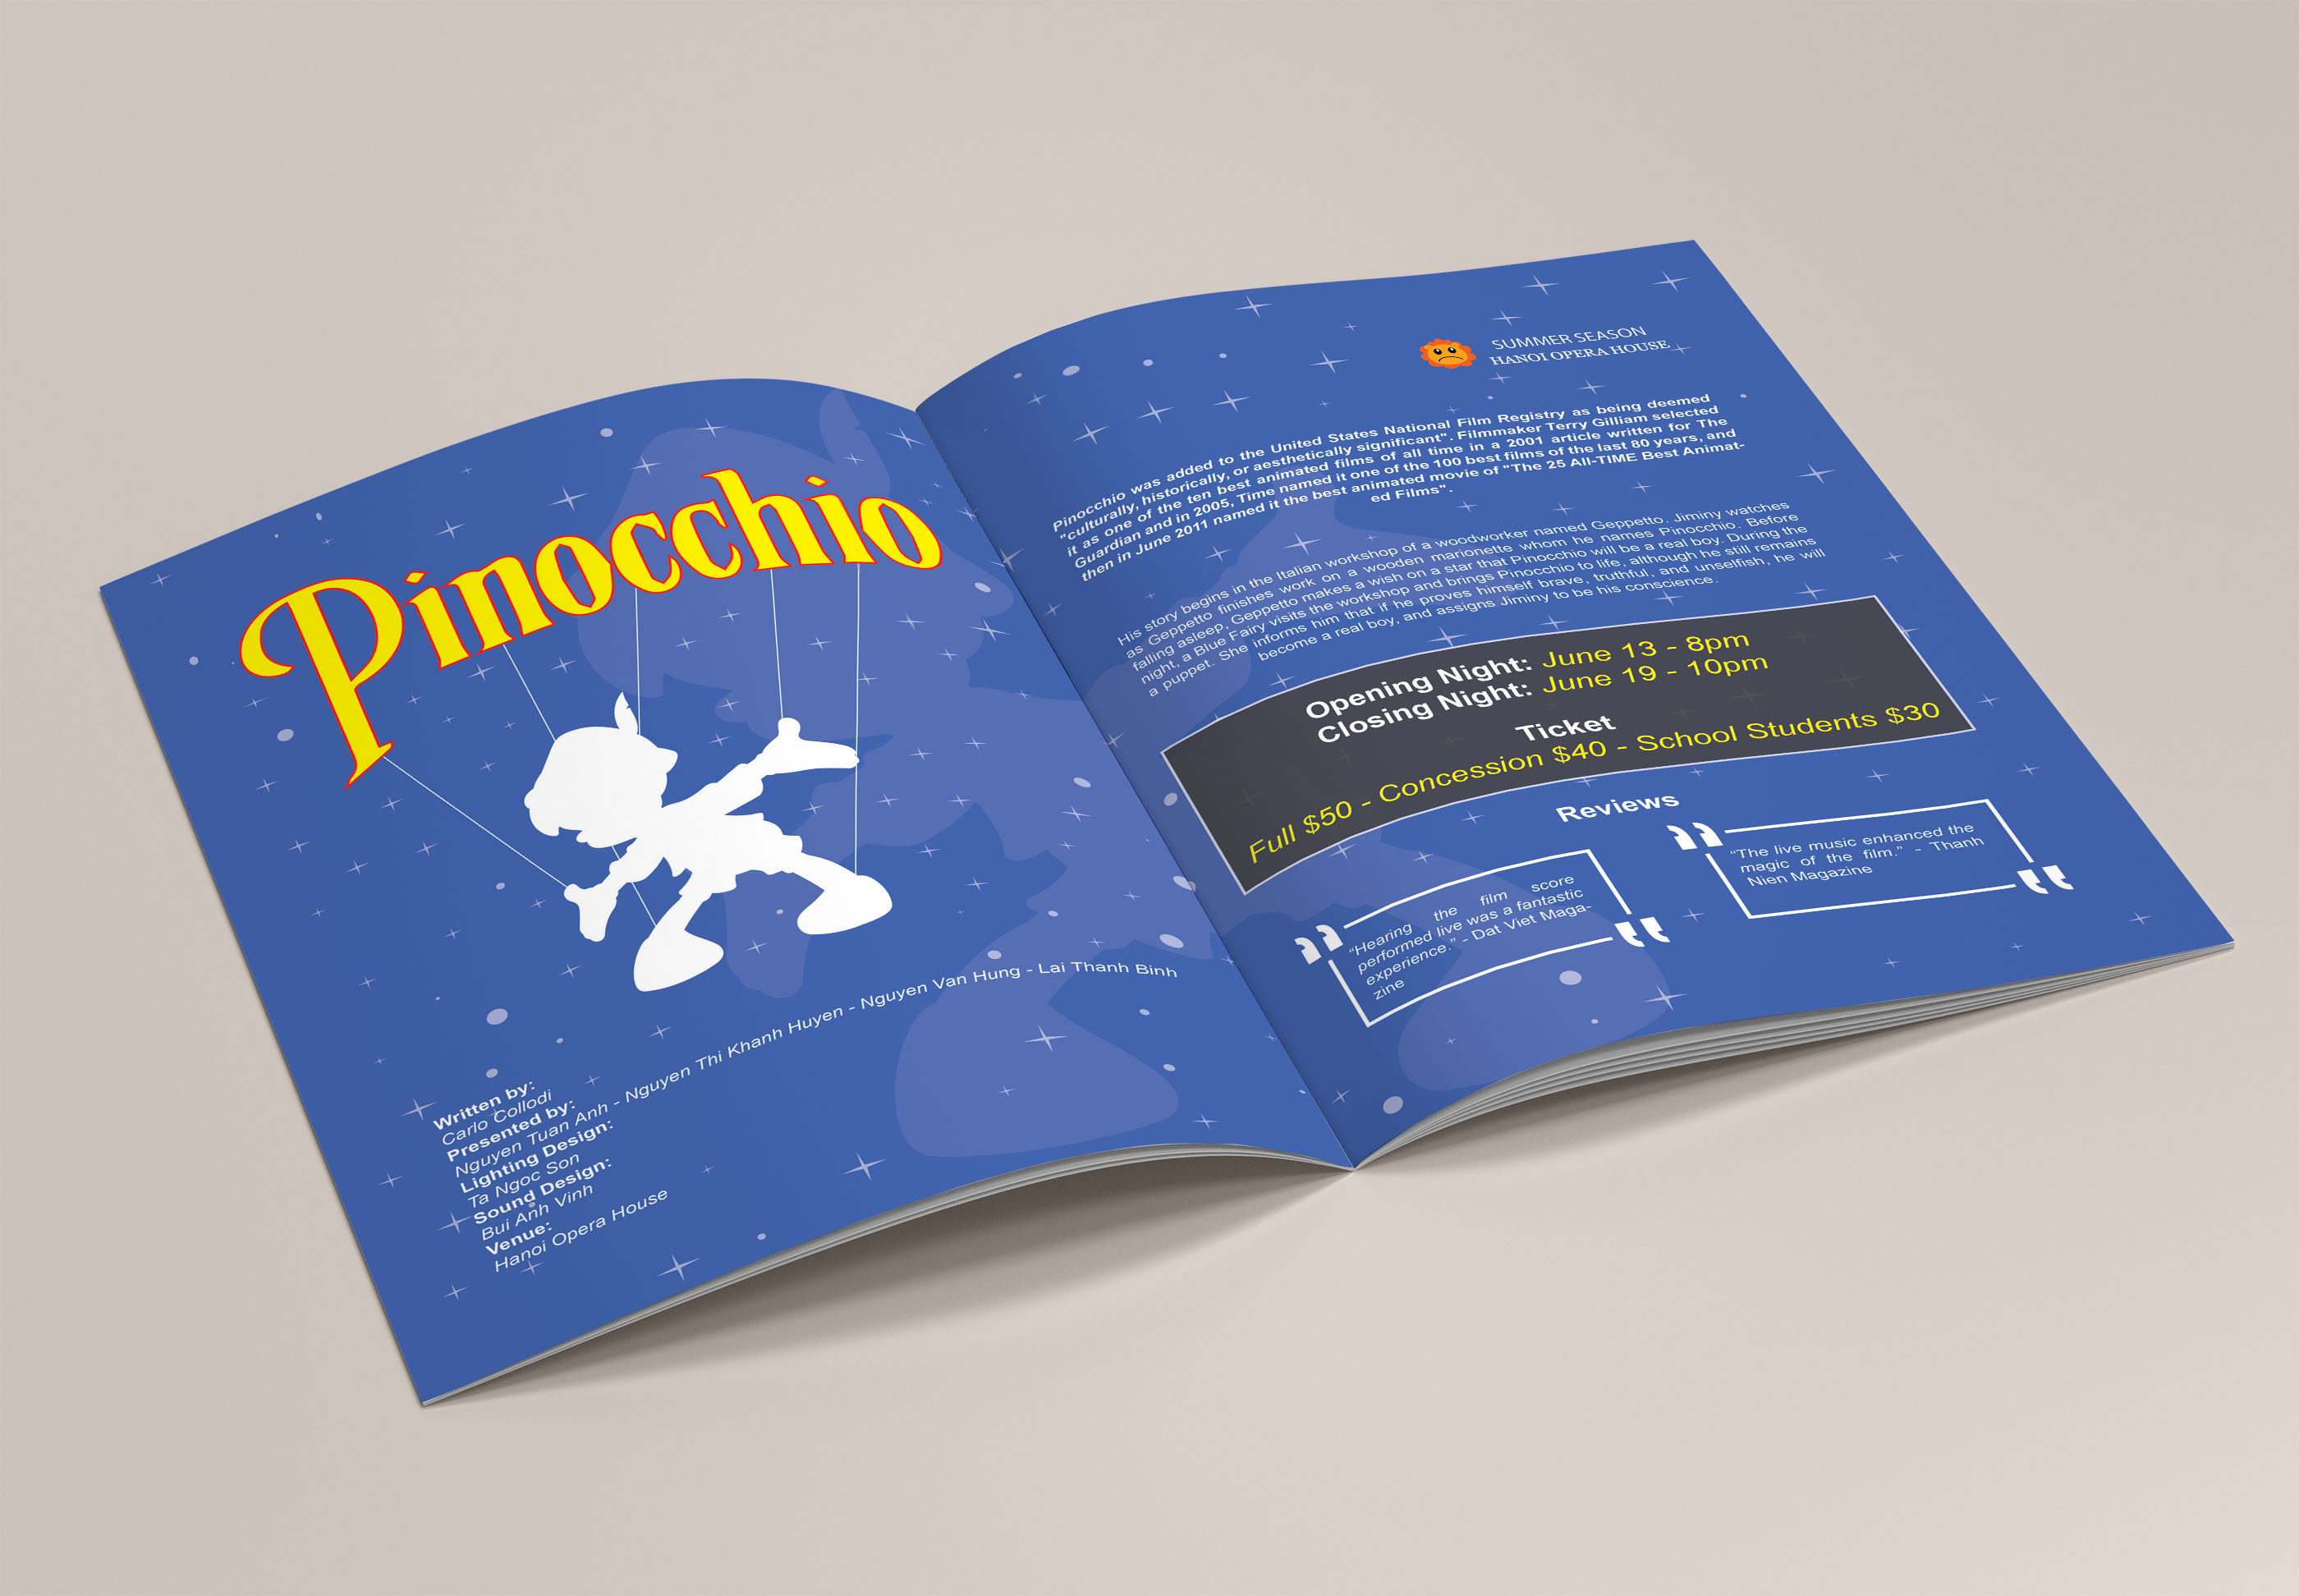 Pinocchio
Written by:
Carlo Collodi
Presented by:
Nguyen Tuan Anh - Nguyen Thi Khanh Huyen - Nguyen Van Hung - Lai Thanh Binh
Lighting Design:
Ta Ngoc Son
Sound Design:
Bui Anh Vinh
Venue:
Hanoi Opera House
SUMMER SEASON
HANOI OPERA HOUSE
Pinocchio was added to the United States National Film Registry as being deemed
"culturally, historically, or aesthetically significant". Filmmaker Terry Gilliam selected
it as one of the ten best animated films of all time in a 2001 article written for The
Guardian and in 2005, Time named it one of the 100 best films of the last 80 years, and
then in June 2011 named it the best animated movie of "The 25 All-TIME Best Animat-
ed Films".
His story begins in the Italian workshop of a woodworker named Geppetto. Jiminy watches
as Geppetto finishes work on a wooden marionette whom he names Pinocchio. Before
falling asleep, Geppetto makes a wish on a star that Pinocchio will be a real boy. During the
night, a Blue Fairy visits the workshop and brings Pinocchio to life, although he still remains
a puppet. She informs him that if he proves himself brave, truthful, and unselfish, he will
become a real boy, and assigns Jiminy to be his conscience.
Opening Night: June 13 - 8pm
Closing Night: June 19 - 10pm
Ticket
Full $50 - Concession $40 - School Students $30
Reviews
“Hearing the film score
performed live was a fantastic
experience.” - Dat Viet Maga-
zine
“The live music enhanced the
magic of the film.” - Thanh
Nien Magazine